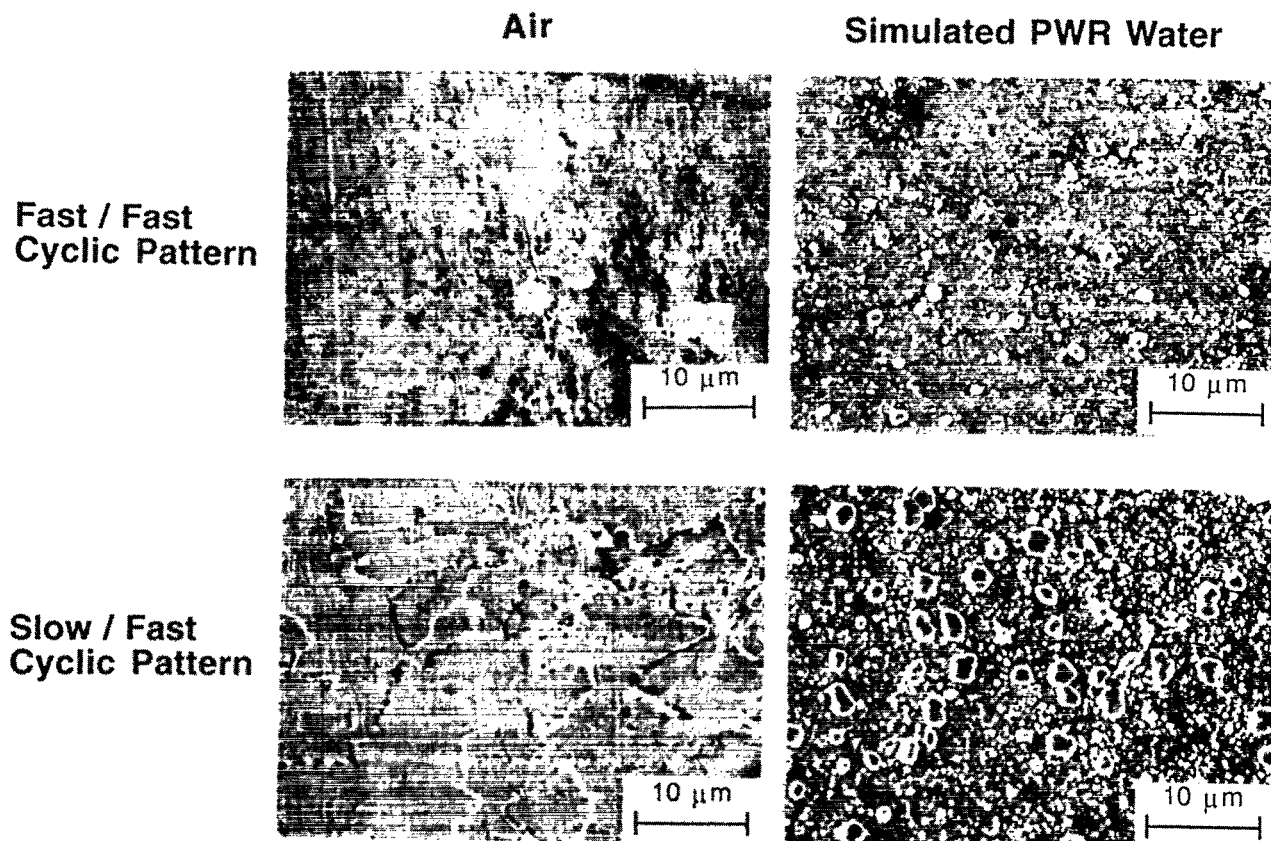 Air
Simulated PWR Water
Fast / Fast
Cyclic Pattern
10 μm
10 μm
Slow / Fast
Cyclic Pattern
10 μm
10 μm